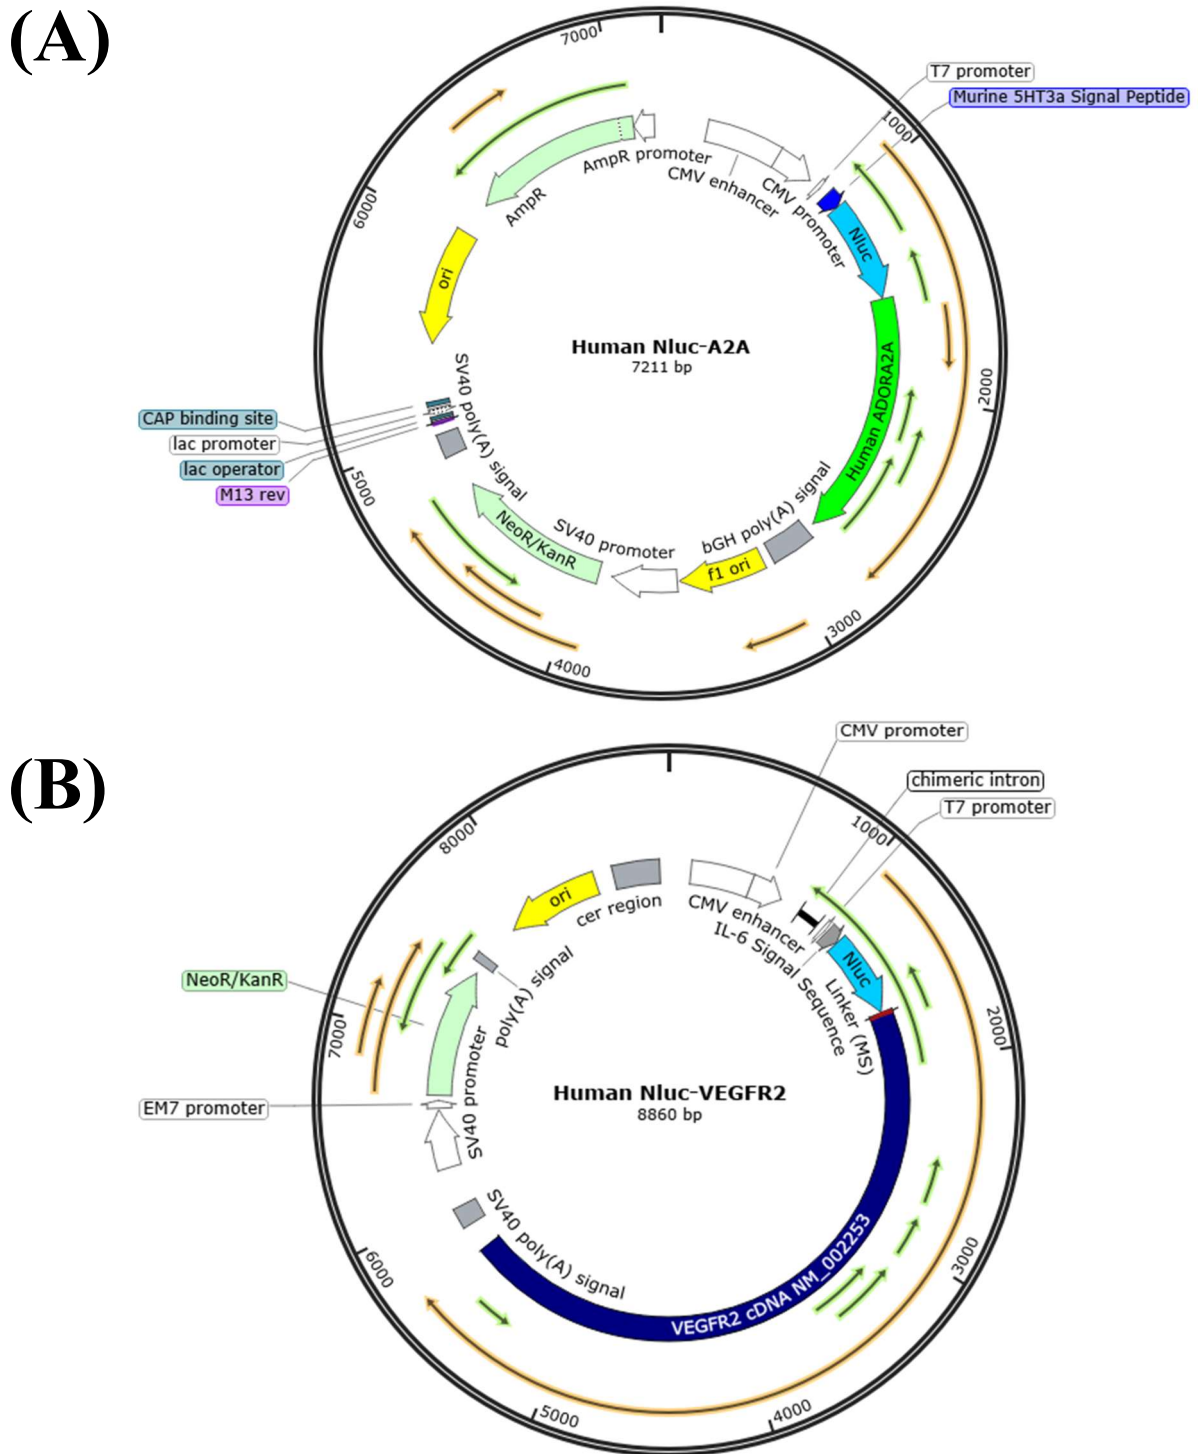 (A)
7000
T7 promoter
Murine 5HT3a Signal Peptide
1000
AmpR promoter
CMV enhancer
CMV promoter
AmpR
6000
Nluc
ori
Human Nluc-A2A
7211 bp
2000
Human ADORA2A
SV40 poly(A) signal
CAP binding site
lac promoter
lac operator
M13 rev
5000
NeoR/KanR
SV40 promoter
bGH poly(A) signal
f1 ori
3000
4000
(B)
CMV promoter
chimeric intron
T7 promoter
1000
8000
ori
cer region
CMV enhancer
IL-6 Signal Sequence
Nluc
Linker (MS)
poly(A) signal
NeoR/KanR
7000
2000
SV40 promoter
Human Nluc-VEGFR2
8860 bp
EM7 promoter
SV40 poly(A) signal
VEGFR2 cDNA NM_002253
6000
3000
5000
4000